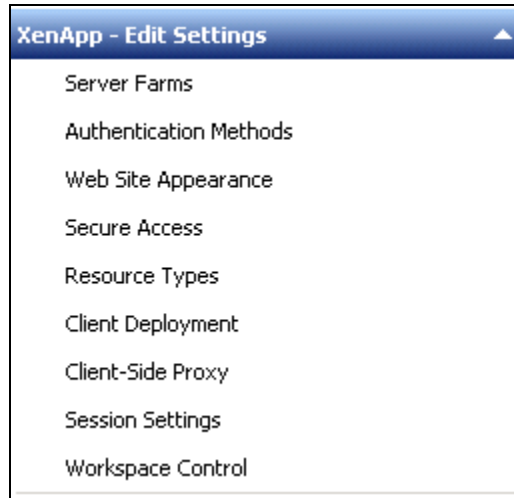 XenApp - Edit Settings
Server Farms
Authentication Methods
Web Site Appearance
Secure Access
Resource Types
Client Deployment
Client-Side Proxy
Session Settings
Workspace Control